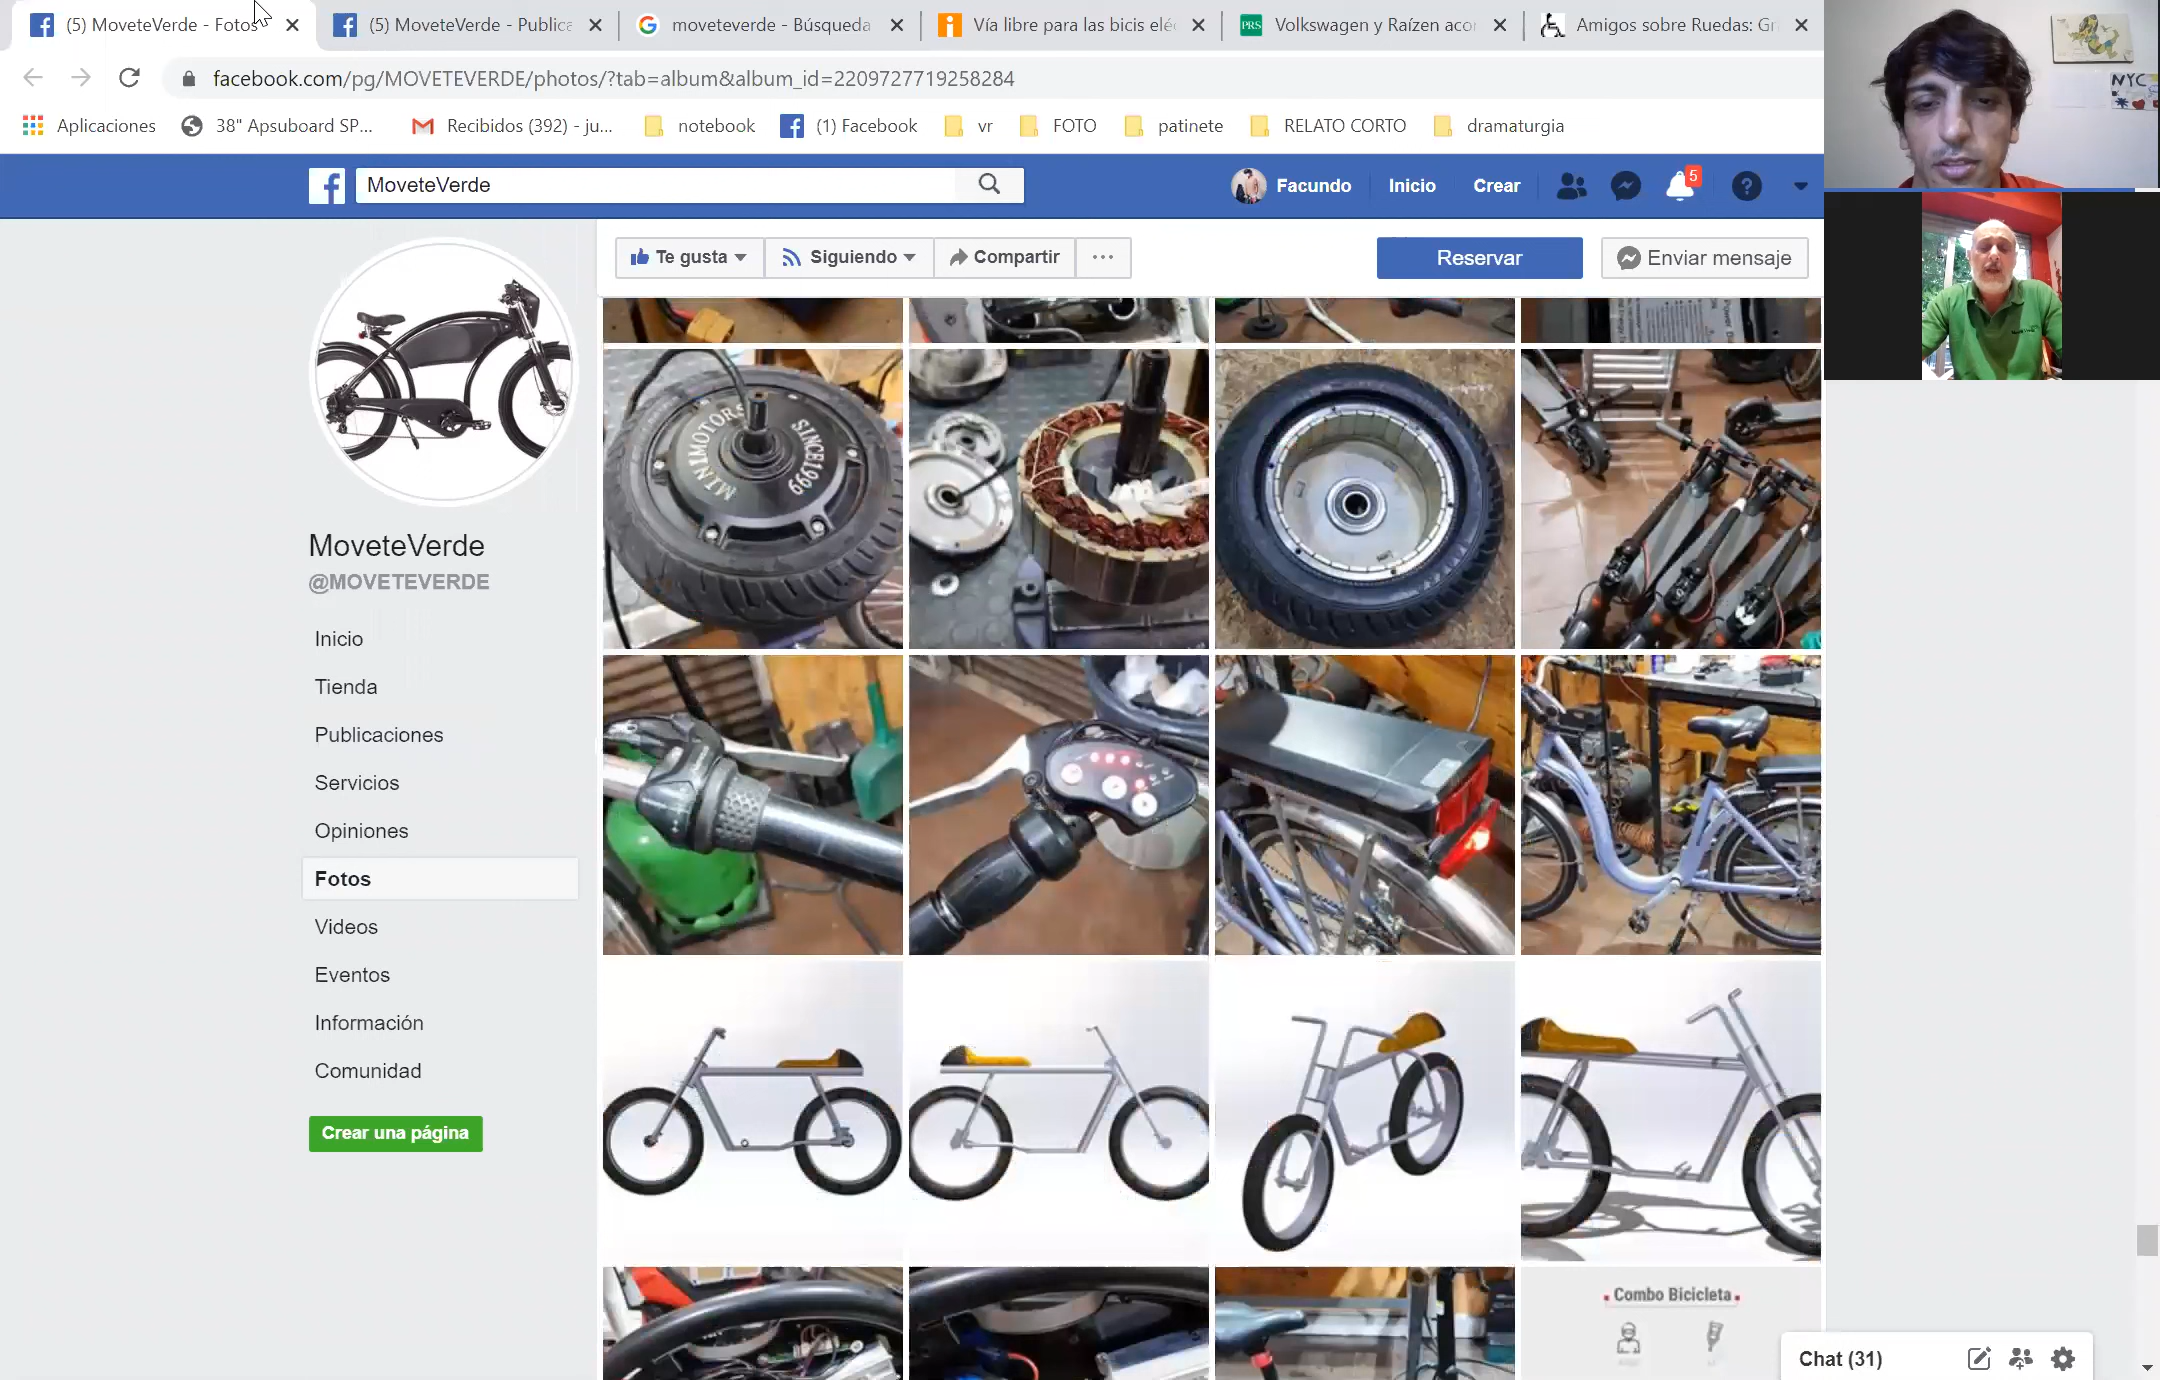 (5) MoveteVerde - Fotos
(5) MoveteVerde - Publica
moveteverde - Búsqueda
Vía libre para las bicis elé
Volkswagen y Raízen aco
Amigos sobre Ruedas: Gr
facebook.com/pg/MOVETEVERDE/photos/?tab=album&album_id=2209727719258284
Aplicaciones
38" Apsuboard SP...
Recibidos (392) - ju...
notebook
(1) Facebook
vr
FOTO
patinete
RELATO CORTO
dramaturgia
NYC
MoveteVerde
Facundo
Inicio
Crear
5
Te gusta
Siguiendo
Compartir
Reservar
Enviar mensaje
MINIMOTORS
SINCE1999
MoveteVerde
@MOVETEVERDE
Inicio
Tienda
Publicaciones
Servicios
Opiniones
Fotos
Videos
Eventos
Información
Comunidad
Crear una página
Combo Bicicleta
Chat (31)